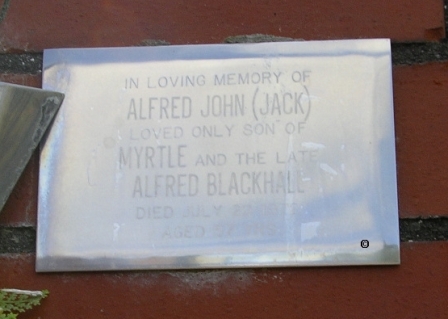 IN LOVING MEMORY OF
ALFRED JOHN (JACK)
LOVED ONLY SON OF
MYRTLE AND THE LATE
ALFRED BLACKHALL
DIED JULY
AGED
©